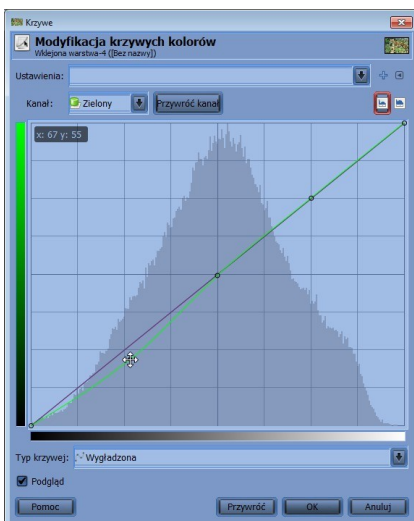 Krzywe
Modyfikacja krzywych kolorów
Wklejona warstwa-4 ([Bez nazwy])
Ustawienia:
Kanał: Zielony Przywróć kanał
x: 67 y: 55
Typ krzywej: Wygładzona
Podgląd
Pomoc Przywróć OK Anuluj